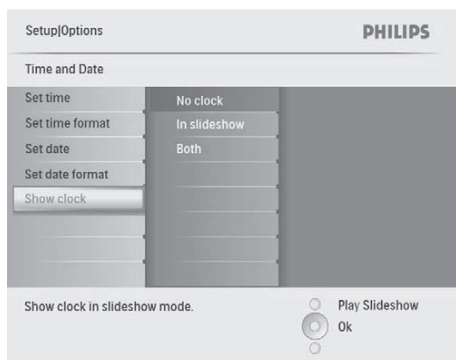 Setup|Options
PHILIPS
Time and Date
Set time
Set time format
Set date
Set date format
Show clock
No clock
In slideshow
Both
Show clock in slideshow mode.
Play Slideshow
Ok